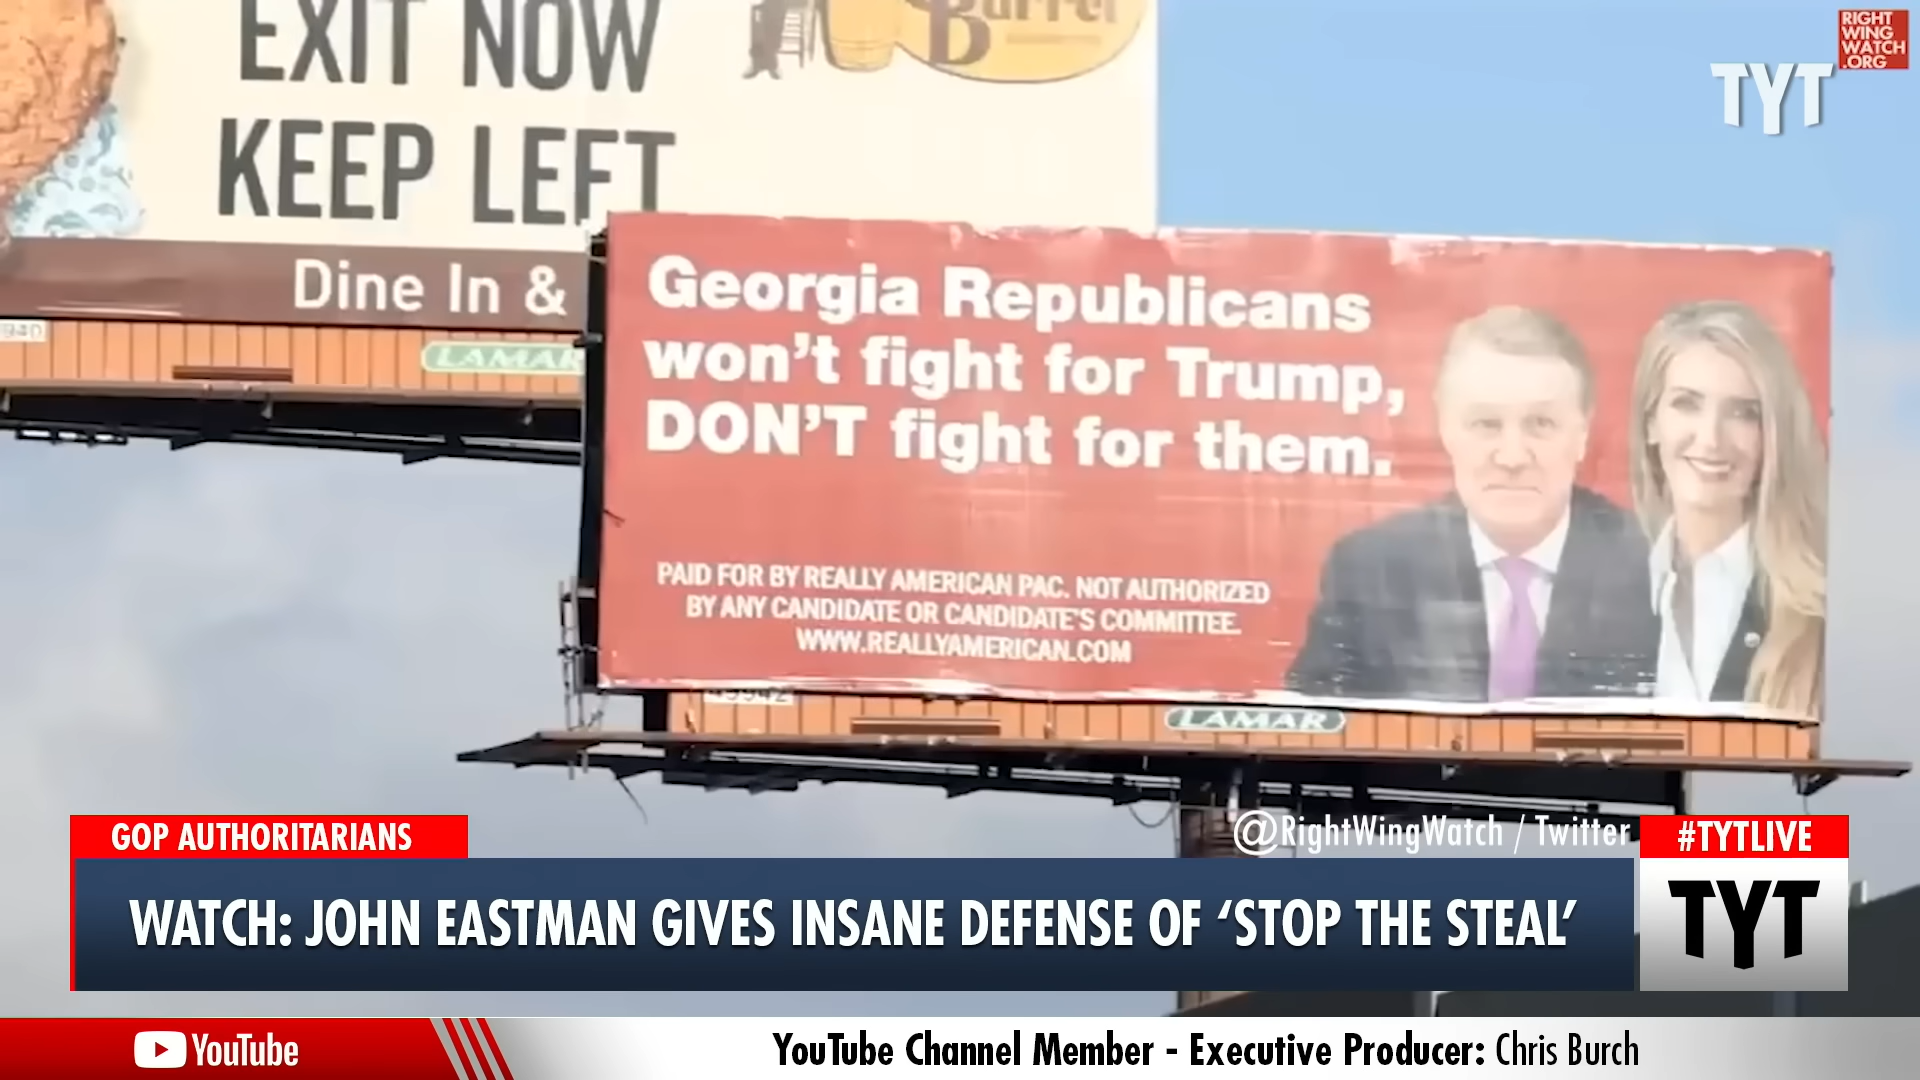 EXIT NOW
KEEP LEFT
Dine In &
Barrel
RIGHT
WING
WATCH
.ORG
TYT
940
LAMAR
Georgia Republicans
won't fight for Trump,
DON'T fight for them.
PAID FOR BY REALLY AMERICAN PAC. NOT AUTHORIZED
BY ANY CANDIDATE OR CANDIDATE'S COMMITTEE.
WWW.REALLYAMERICAN.COM
LAMAR
GOP AUTHORITARIANS
@RightWingWatch / Twitter
#TYTLIVE
WATCH: JOHN EASTMAN GIVES INSANE DEFENSE OF ‘STOP THE STEAL’
TYT
YouTube
YouTube Channel Member - Executive Producer: Chris Burch